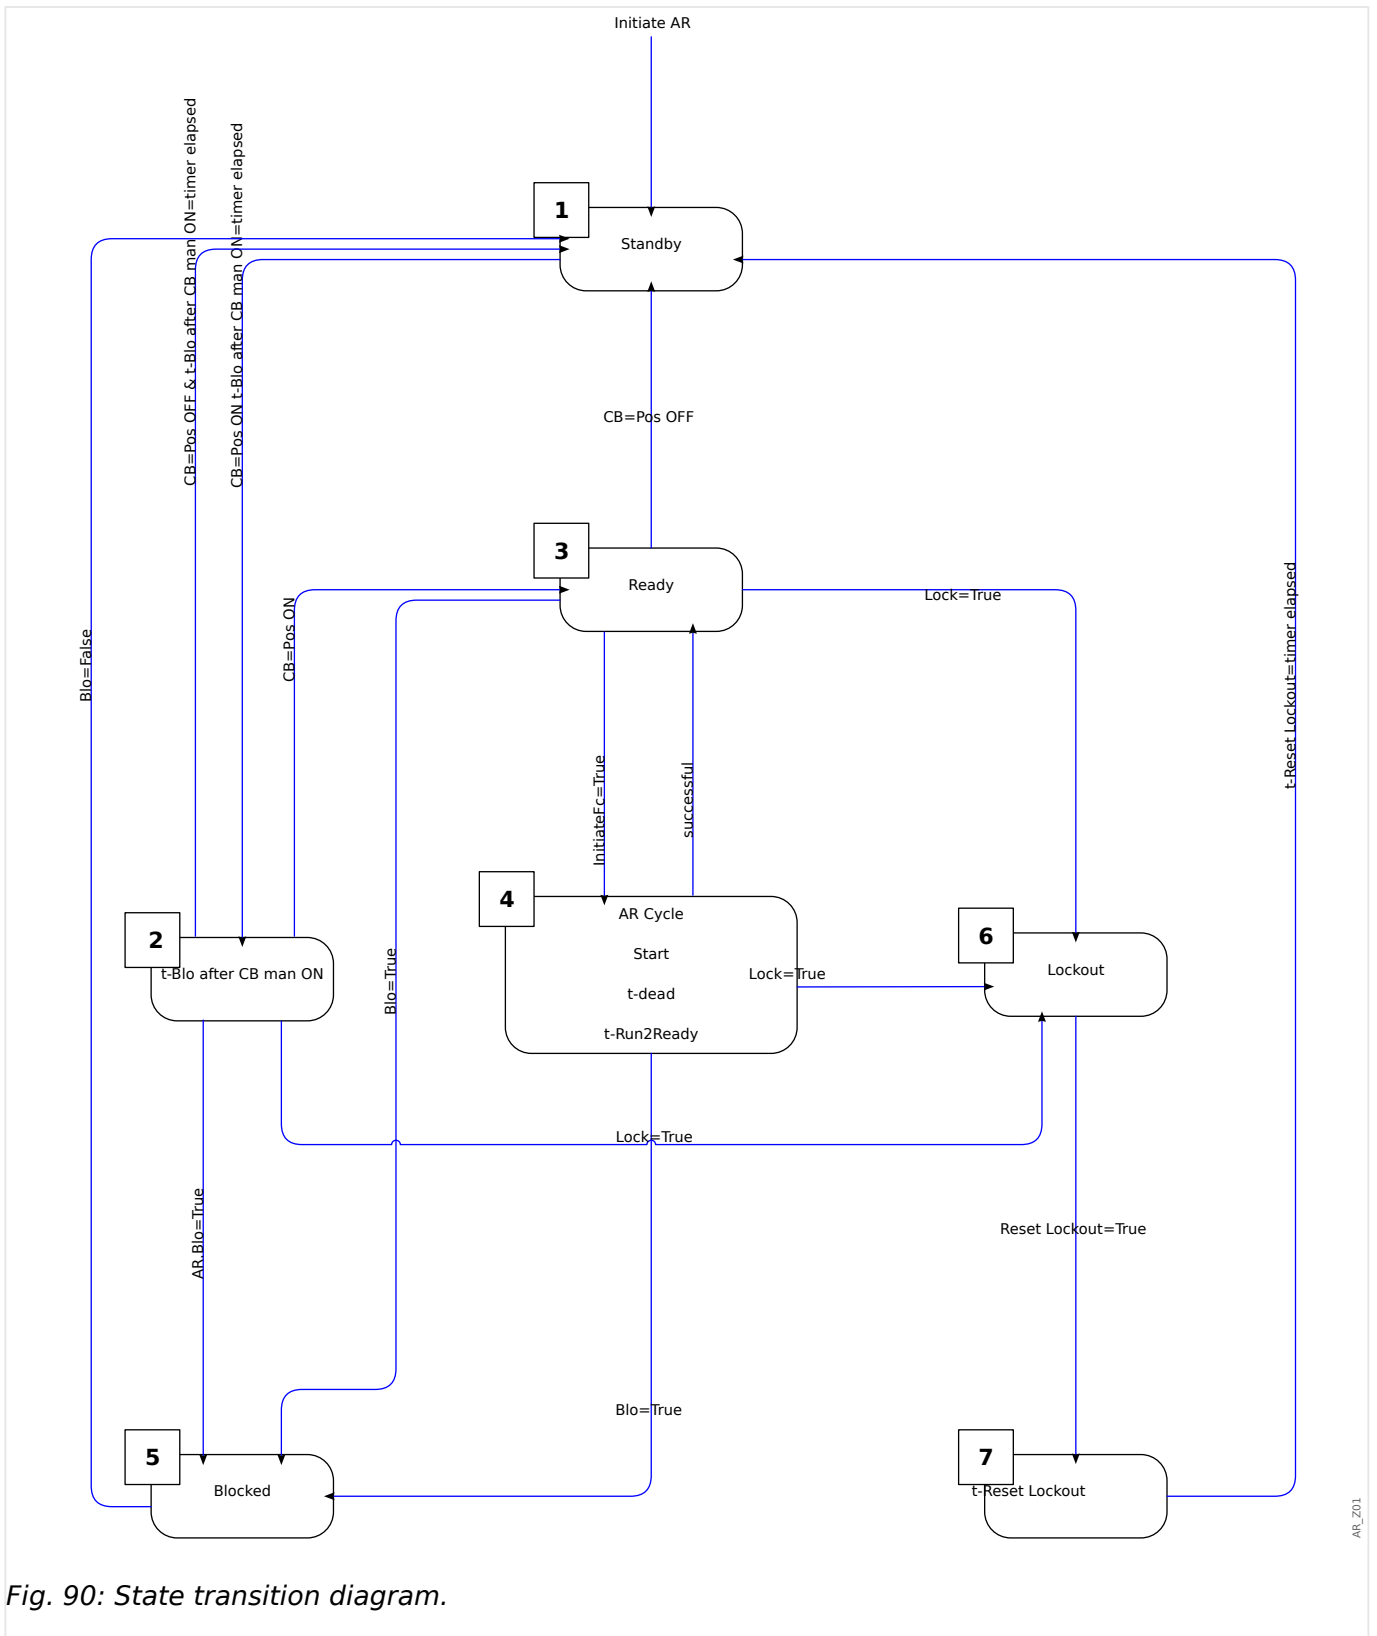 Initiate AR
1
Standby
CB=Pos OFF & t-Blo after CB man ON=timer elapsed
CB=Pos ON t-Blo after CB man ON=timer elapsed
CB=Pos OFF
3
Ready
Lock=True
t-Reset Lockout=timer elapsed
Blo=False
CB=Pos ON
InitiateFc=True
successful
4
AR Cycle
Start
t-dead
t-Run2Ready
Lock=True
2
t-Blo after CB man ON
Blo=True
6
Lockout
Lock=True
AR.Blo=True
Reset Lockout=True
Blo=True
5
Blocked
7
t-Reset Lockout
AR_Z01
Fig. 90: State transition diagram.